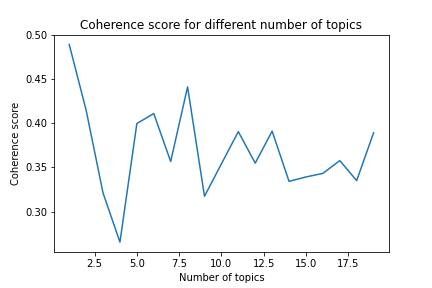 Coherence score for different number of topics
0.50
0.45
0.40
0.35
0.30
Coherence score
2.5 5.0 7.5 10.0 12.5 15.0 17.5
Number of topics